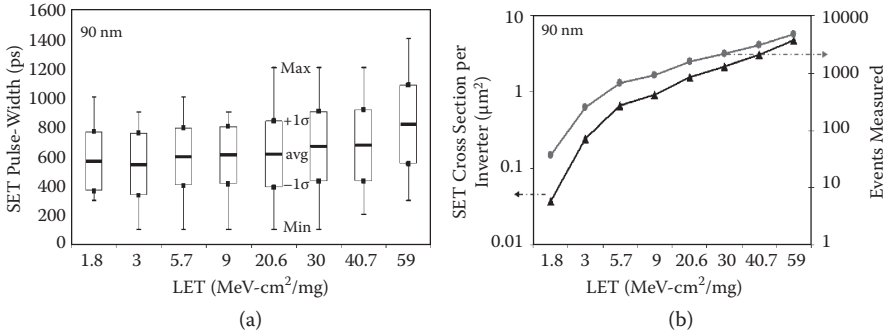 1600
1400
1200
1000
800
600
400
200
0
SET Pulse-Width (ps)
90 nm
Max
+1σ
avg
−1σ
Min
1.8 3 5.7 9 20.6 30 40.7 59
LET (MeV-cm²/mg)
(a)
10
1
0.1
0.01
SET Cross Section per
Inverter (μm²)
90 nm
10000
1000
100
10
1
Events Measured
1.8 3 5.7 9 20.6 30 40.7 59
LET (MeV-cm²/mg)
(b)